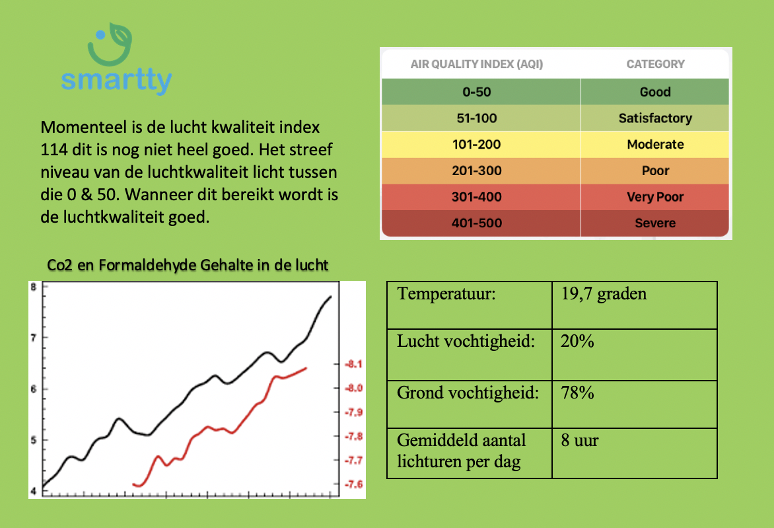 smartty
Momenteel is de lucht kwaliteit index
114 dit is nog niet heel goed. Het streef
niveau van de luchtkwaliteit licht tussen
die 0 & 50. Wanneer dit bereikt wordt is
de luchtkwaliteit goed.
AIR QUALITY INDEX (AQI) CATEGORY
0-50 Good
51-100 Satisfactory
101-200 Moderate
201-300 Poor
301-400 Very Poor
401-500 Severe
Co2 en Formaldehyde Gehalte in de lucht
8
7
6
5
4
-8.1
-8.0
-7.9
-7.8
-7.7
-7.6
Temperatuur: 19,7 graden
Lucht vochtigheid: 20%
Grond vochtigheid: 78%
Gemiddeld aantal 8 uur
lichturen per dag